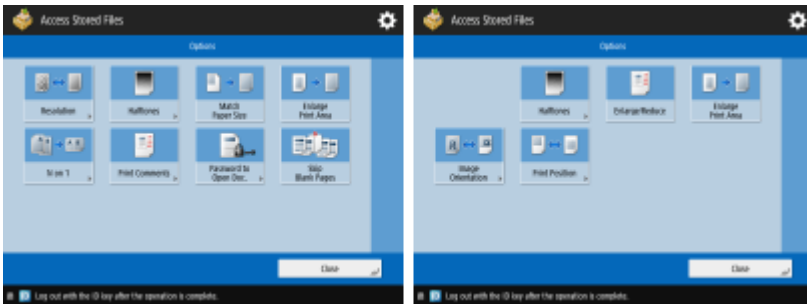 Access Stored Files
Options
Resolution
Halftones
Match
Paper Size
Enlarge
Print Area
N on 1
Print Comments
Password to
Open Doc.
Skip
Blank Pages
Close
Log out with the ID key after the operation is complete.
Access Stored Files
Options
Halftones
Enlarge/Reduce
Enlarge
Print Area
Image
Orientation
Print Position
Close
Log out with the ID key after the operation is complete.